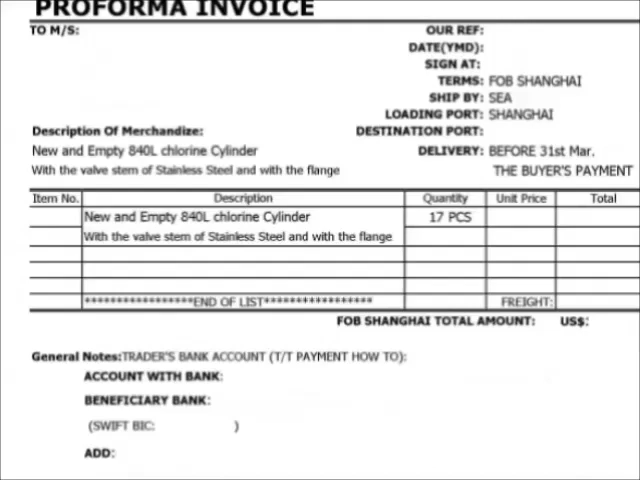 PROFORMA INVOICE
TO M/S:
OUR REF:
DATE(YMD):
SIGN AT:
TERMS: FOB SHANGHAI
SHIP BY: SEA
LOADING PORT: SHANGHAI
Description Of Merchandize: DESTINATION PORT:
New and Empty 840L chlorine Cylinder DELIVERY: BEFORE 31st Mar.
With the valve stem of Stainless Steel and with the flange THE BUYER'S PAYMENT
Item No. Description Quantity Unit Price Total
New and Empty 840L chlorine Cylinder 17 PCS
With the valve stem of Stainless Steel and with the flange
*****************END OF LIST***************** FREIGHT:
FOB SHANGHAI TOTAL AMOUNT: US$:
General Notes:TRADER'S BANK ACCOUNT (T/T PAYMENT HOW TO):
ACCOUNT WITH BANK:
BENEFICIARY BANK:
(SWIFT BIC: )
ADD: